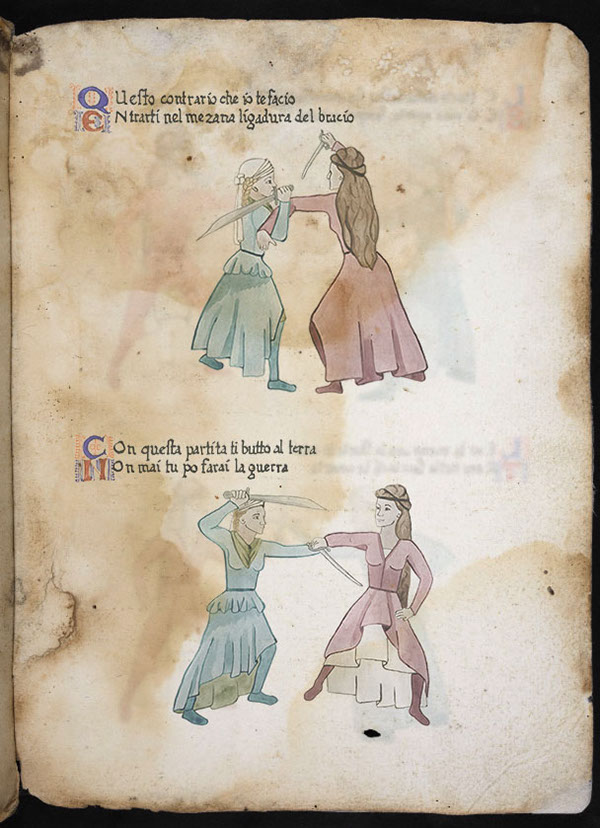 Questo contrario che io te facio
Entrarti nel mezana ligadura del bracio
Con questa partita ti butto al terra
Non mai tu po farai la guerra